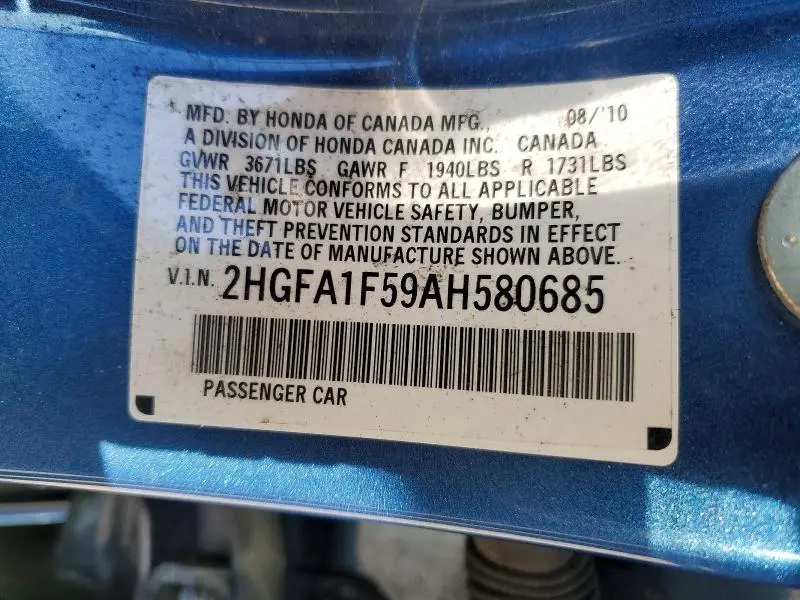 MFD. BY HONDA OF CANADA MFG., 08/'10
A DIVISION OF HONDA CANADA INC. CANADA
GVWR 3671LBS GAWR F 1940LBS R 1731LBS
THIS VEHICLE CONFORMS TO ALL APPLICABLE
FEDERAL MOTOR VEHICLE SAFETY, BUMPER,
AND THEFT PREVENTION STANDARDS IN EFFECT
ON THE DATE OF MANUFACTURE SHOWN ABOVE.
V.I.N. 2HGFA1F59AH580685
PASSENGER CAR